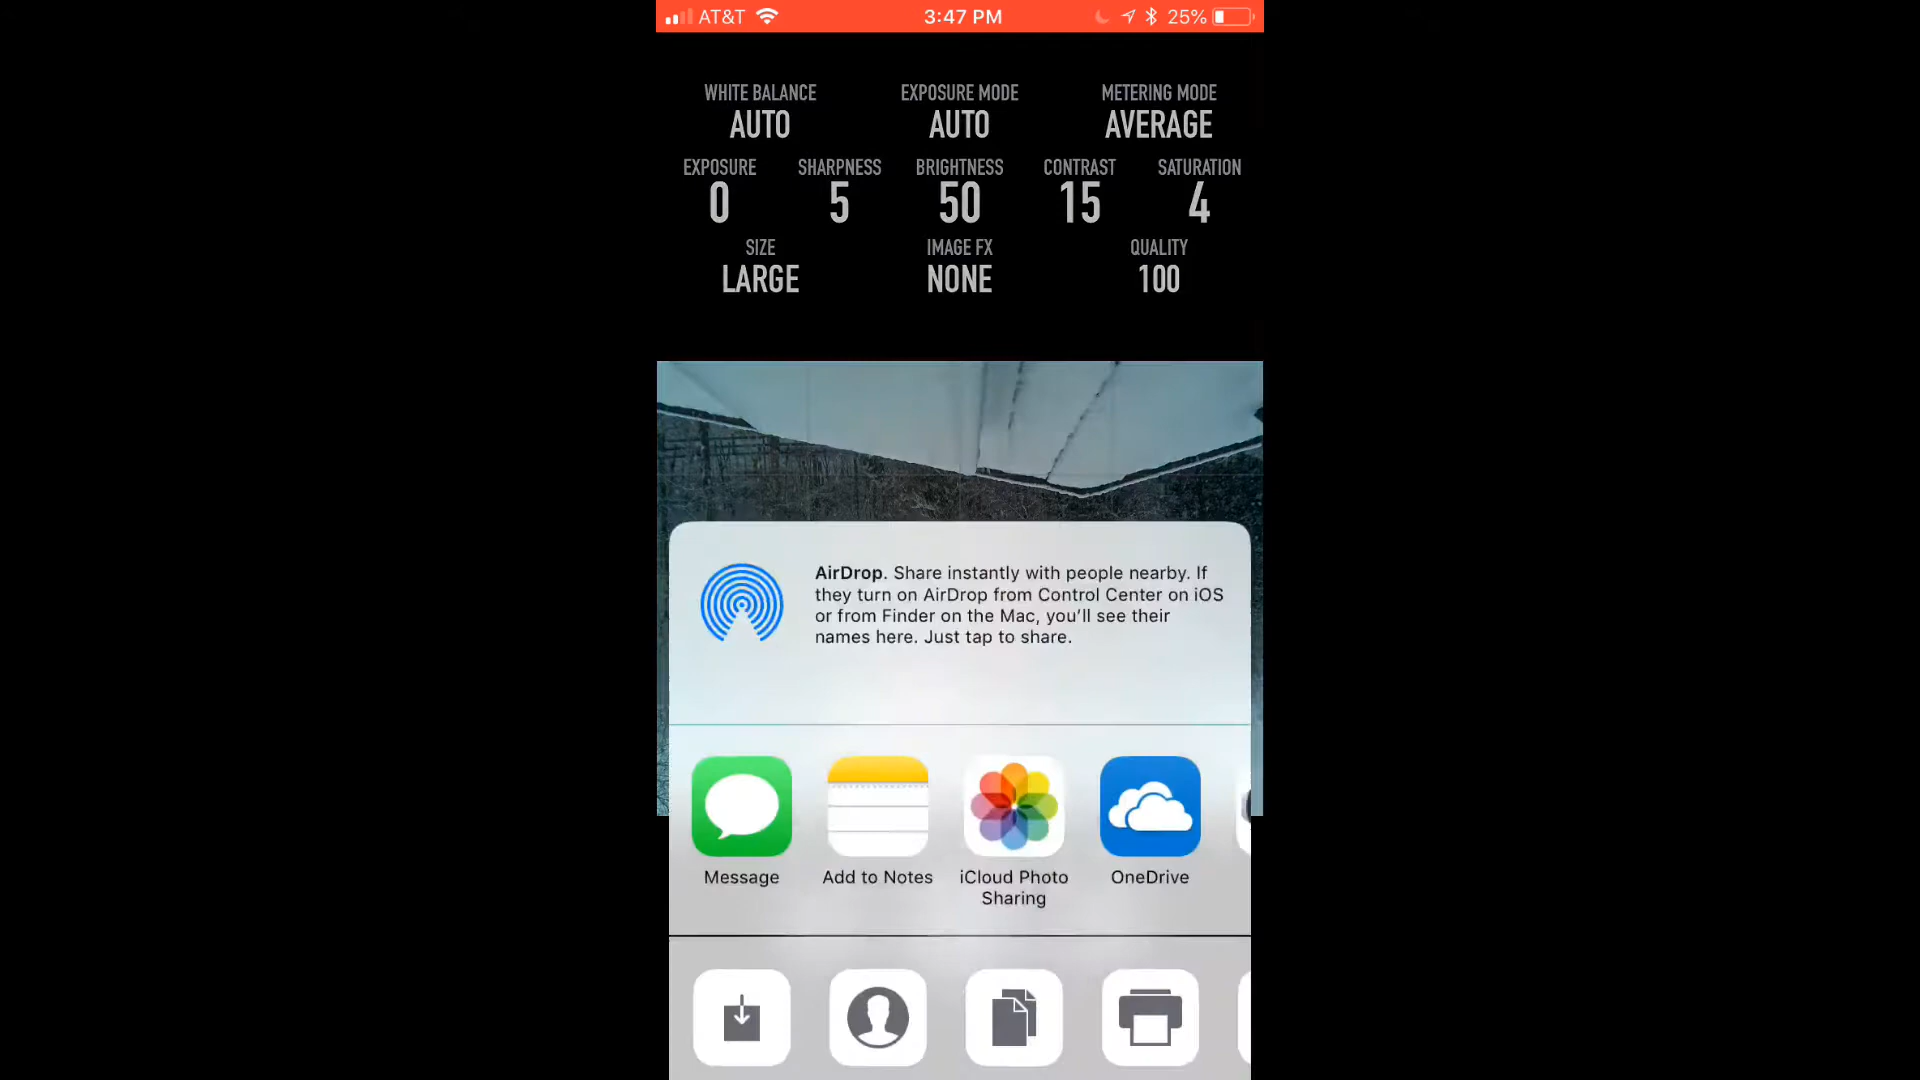 AT&T 3:47 PM 25%
WHITE BALANCE EXPOSURE MODE METERING MODE
AUTO AUTO AVERAGE
EXPOSURE SHARPNESS BRIGHTNESS CONTRAST SATURATION
0 5 50 15 4
SIZE IMAGE FX QUALITY
LARGE NONE 100
AirDrop. Share instantly with people nearby. If
they turn on AirDrop from Control Center on iOS
or from Finder on the Mac, you'll see their
names here. Just tap to share.
Message Add to Notes iCloud Photo OneDrive
Sharing